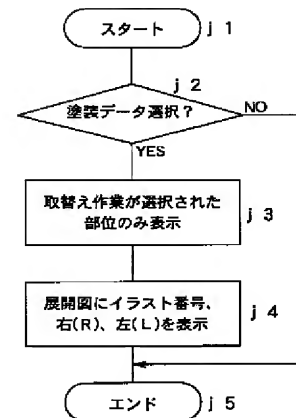 スタート
j 1
j 2
塗装データ選択？
NO
YES
取替え作業が選択された
部位のみ表示
j 3
展開図にイラスト番号、
右(R)、左(L)を表示
j 4
エンド
j 5